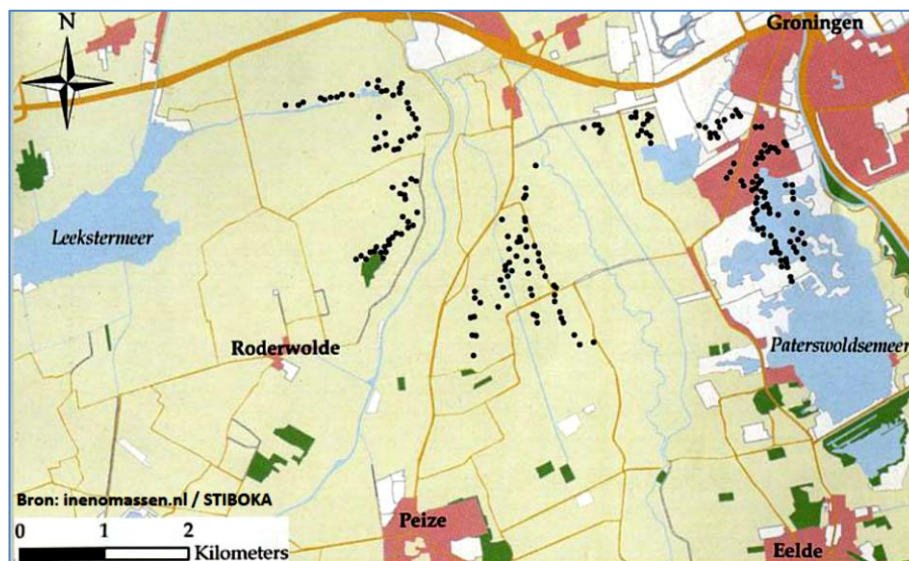 N
Groningen
Leekstermeer
Roderwolde
Paterswoldsemeer
Bron: inenomassen.nl / STIBOKA
0 1 2
Kilometers
Peize
Eelde